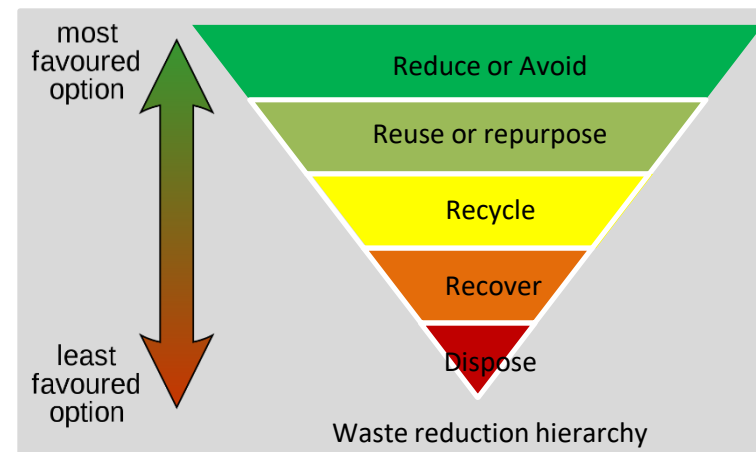 most
favoured
option
Reduce or Avoid
Reuse or repurpose
Recycle
Recover
least
favoured
option
Dispose
Waste reduction hierarchy